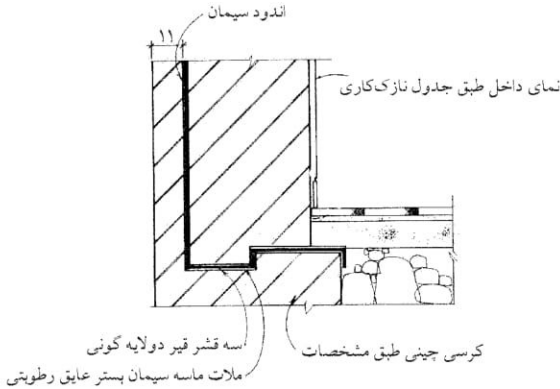 اندود سیمان
۱۱
نمای داخل طبق جدول نازک‌کاری
سه قشر قیر دولایه گونی
کرسی چینی طبق مشخصات
ملات ماسه سیمان بستر عایق رطوبتی